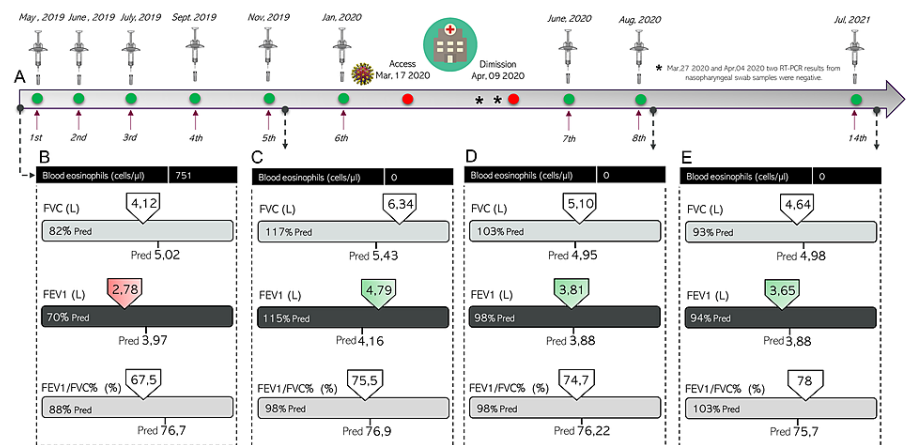 May, 2019 June, 2019 July, 2019 Sept. 2019 Nov, 2019 Jan, 2020 June, 2020 Aug, 2020 Jul, 2021
Access
Mar, 17 2020
Dimission
Apr, 09 2020
* Mar,27 2020 and Apr,04 2020 two RT-PCR results from
nasopharyngeal swab samples were negative.
A
* *
1st 2nd 3rd 4th 5th 6th 7th 8th 14th
B
Blood eosinophils (cells/µl) 751
FVC (L) 4,12
82% Pred
Pred 5,02
FEV1 (L) 2,78
70% Pred
Pred 3,97
FEV1/FVC% (%) 67,5
88% Pred
Pred 76,7
C
Blood eosinophils (cells/µl) 0
FVC (L) 6,34
117% Pred
Pred 5,43
FEV1 (L) 4,79
115% Pred
Pred 4,16
FEV1/FVC% (%) 75,5
98% Pred
Pred 76,9
D
Blood eosinophils (cells/µl) 0
FVC (L) 5,10
103% Pred
Pred 4,95
FEV1 (L) 3,81
98% Pred
Pred 3,88
FEV1/FVC% (%) 74,7
98% Pred
Pred 76,22
E
Blood eosinophils (cells/µl) 0
FVC (L) 4,64
93% Pred
Pred 4,98
FEV1 (L) 3,65
94% Pred
Pred 3,88
FEV1/FVC% (%) 78
103% Pred
Pred 75,7